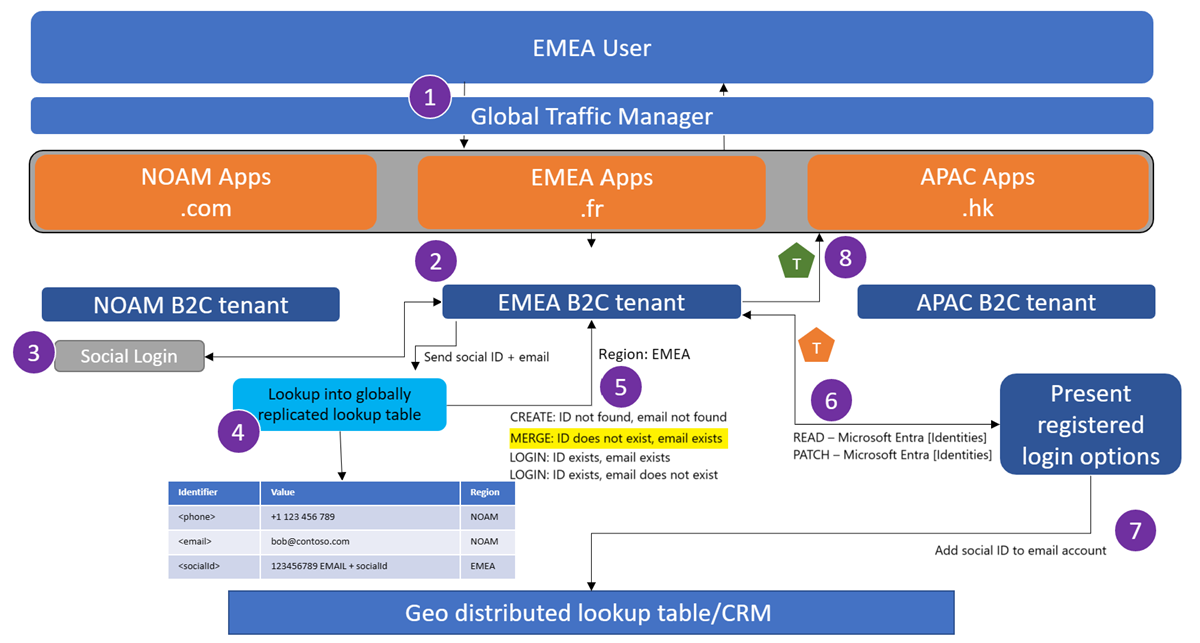 EMEA User
1
Global Traffic Manager
NOAM Apps
.com
EMEA Apps
.fr
APAC Apps
.hk
2
T
8
NOAM B2C tenant
EMEA B2C tenant
APAC B2C tenant
3
Social Login
Send social ID + email
Region: EMEA
T
Lookup into globally
replicated lookup table
4
5
CREATE: ID not found, email not found
MERGE: ID does not exist, email exists
LOGIN: ID exists, email exists
LOGIN: ID exists, email does not exist
6
READ – Microsoft Entra [Identities]
PATCH – Microsoft Entra [Identities]
Present
registered
login options
Identifier Value Region
<phone> +1 123 456 789 NOAM
<email> bob@contoso.com NOAM
<socialId> 123456789 EMAIL + socialId EMEA
7
Add social ID to email account
Geo distributed lookup table/CRM